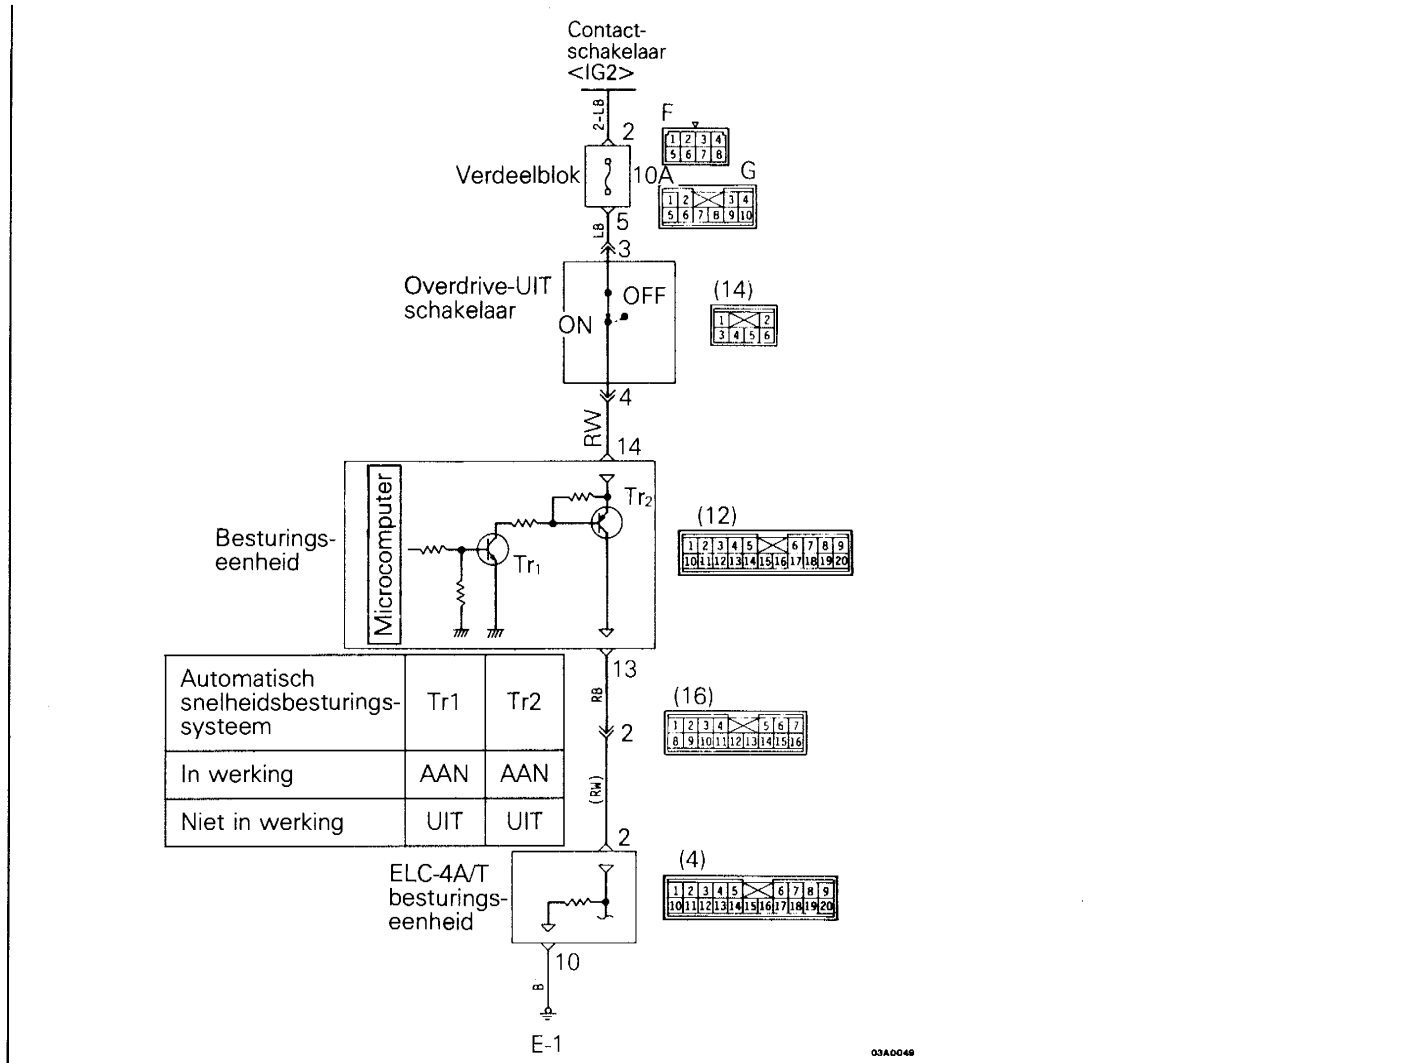 Contact-
schakelaar
<IG2>
2-LB
2
F
1 2 3 4
5 6 7 8
Verdeelblok
10A
G
1 2 3 4
5 6 7 8 9 10
5
LB
3
Overdrive-UIT
schakelaar
OFF
ON
(14)
1 2
3 4 5 6
4
RW
14
Microcomputer
Tr2
Tr1
Besturings-
eenheid
(12)
1 2 3 4 5 6 7 8 9
10 11 12 13 14 15 16 17 18 19 20
13
RB
Automatisch
snelheidsbesturings-
systeem
Tr1
Tr2
In werking
AAN
AAN
Niet in werking
UIT
UIT
(16)
1 2 3 4 5 6 7
8 9 10 11 12 13 14 15 16
2
(RW)
2
ELC-4A/T
besturings-
eenheid
(4)
1 2 3 4 5 6 7 8 9
10 11 12 13 14 15 16 17 18 19 20
10
B
E-1
03A0049